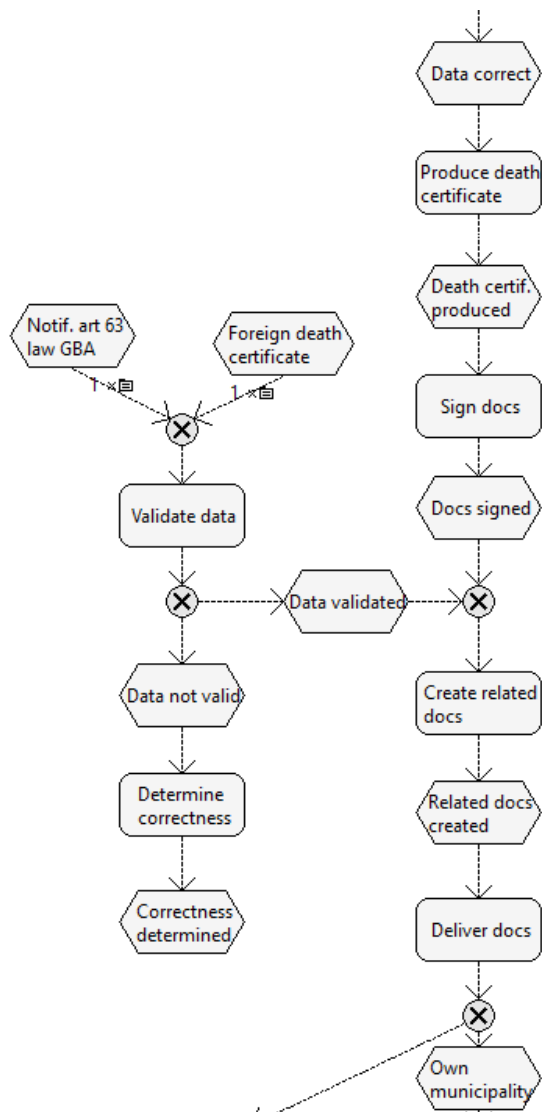 Data correct
Produce death
certificate
Notif. art 63
law GBA
Foreign death
certificate
Death certif.
produced
1
1
Sign docs
Validate data
Docs signed
Data validated
Data not valid
Create related
docs
Determine
correctness
Related docs
created
Correctness
determined
Deliver docs
Own
municipality